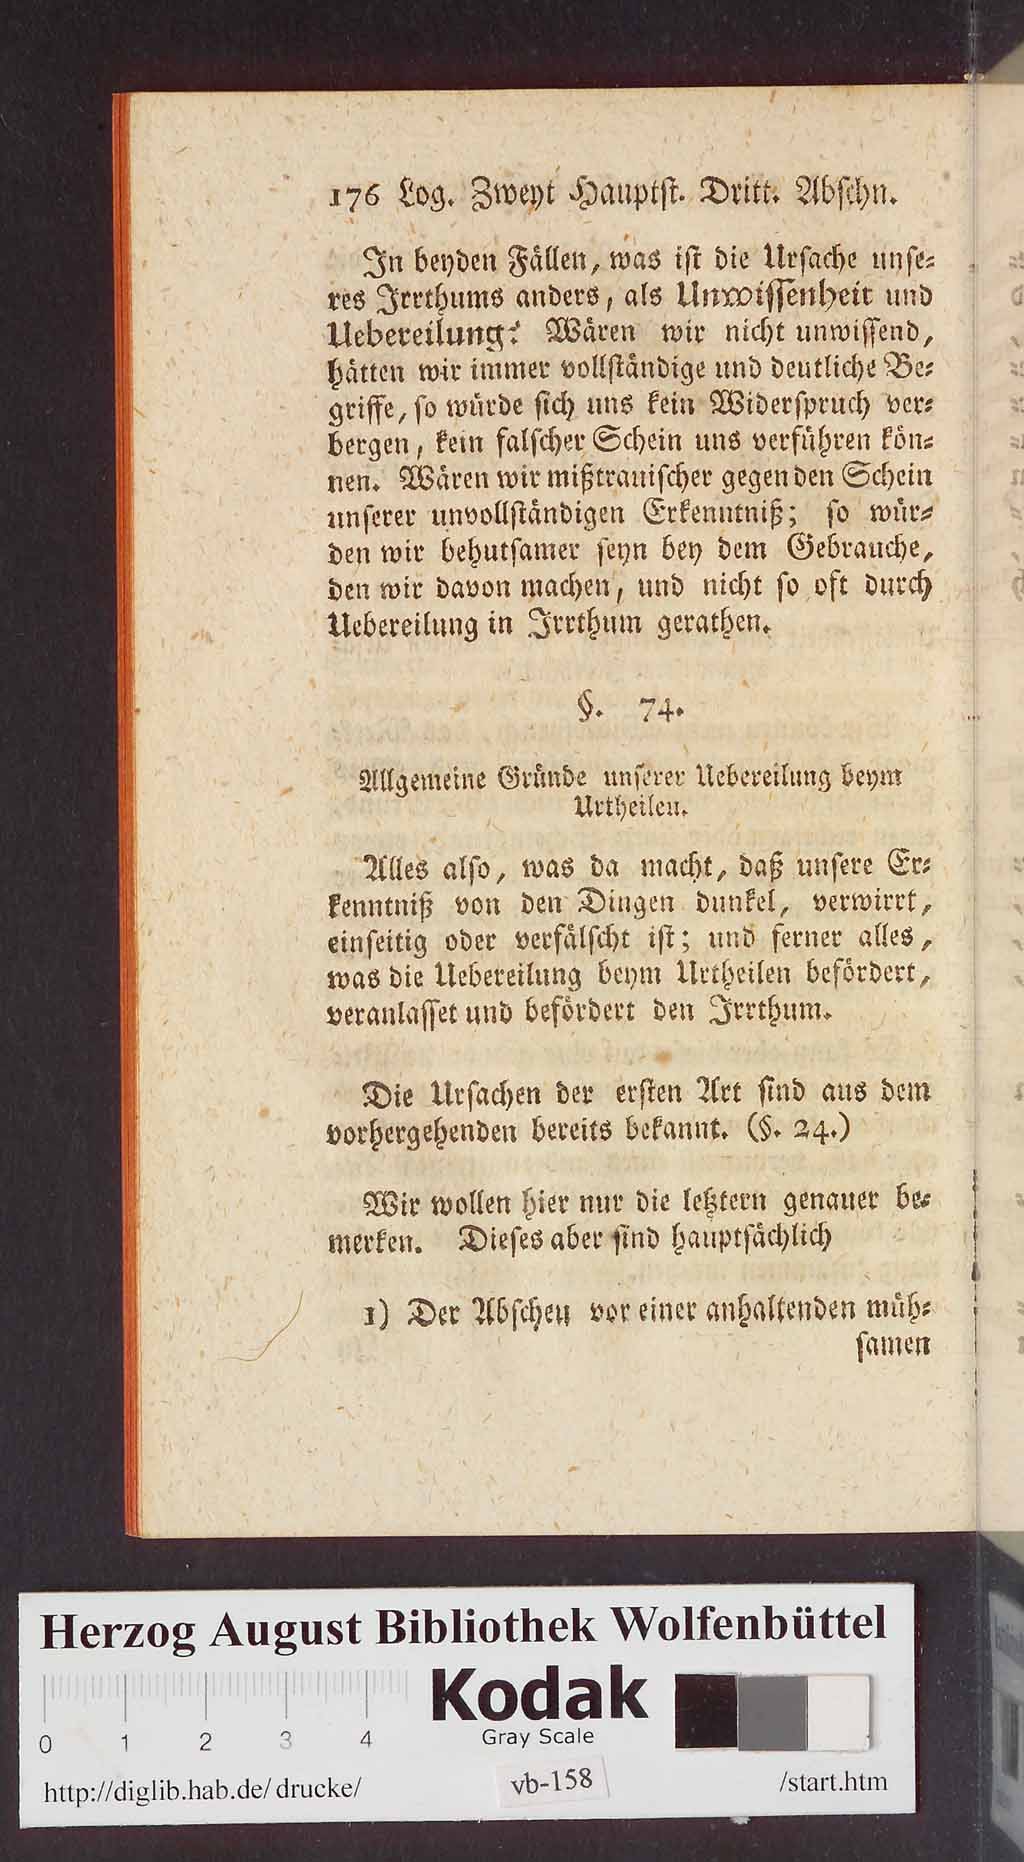 176 Log. Zweyt Hauptst. Dritt. Abschn.
In beyden Fällen, was ist die Ursache unse-
res Irrthums anders, als Unwissenheit und
Uebereilung? Wären wir nicht unwissend,
hätten wir immer vollständige und deutliche Be-
griffe, so würde sich uns kein Widerspruch ver-
bergen, kein falscher Schein uns verführen kön-
nen. Wären wir mißtrauischer gegen den Schein
unserer unvollständigen Erkenntniß; so wür-
den wir behutsamer seyn bey dem Gebrauche,
den wir davon machen, und nicht so oft durch
Uebereilung in Irrthum gerathen.
§. 74.
Allgemeine Gründe unserer Uebereilung beym
Urtheilen.
Alles also, was da macht, daß unsere Er-
kenntniß von den Dingen dunkel, verwirrt,
einseitig oder verfälscht ist; und ferner alles,
was die Uebereilung beym Urtheilen befördert,
veranlasset und befördert den Irrthum.
Die Ursachen der ersten Art sind aus dem
vorhergehenden bereits bekannt. (§. 24.)
Wir wollen hier nur die letztern genauer be-
merken. Dieses aber sind hauptsächlich
1) Der Abscheu vor einer anhaltenden müh-
samen
Herzog August Bibliothek Wolfenbüttel
Kodak
Gray Scale
0 1 2 3 4
http://diglib.hab.de/drucke/ vb-158 /start.htm